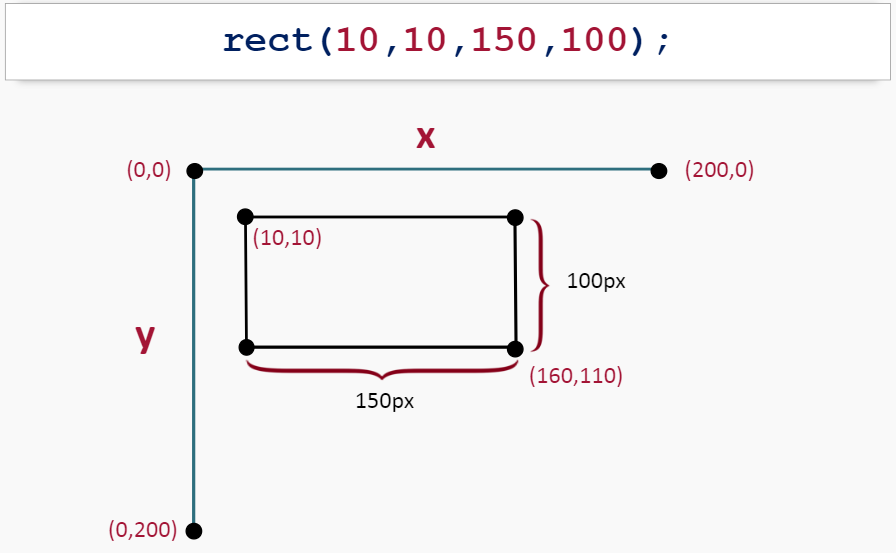 rect(10,10,150,100);
x
(0,0)
(200,0)
(10,10)
100px
y
(160,110)
150px
(0,200)